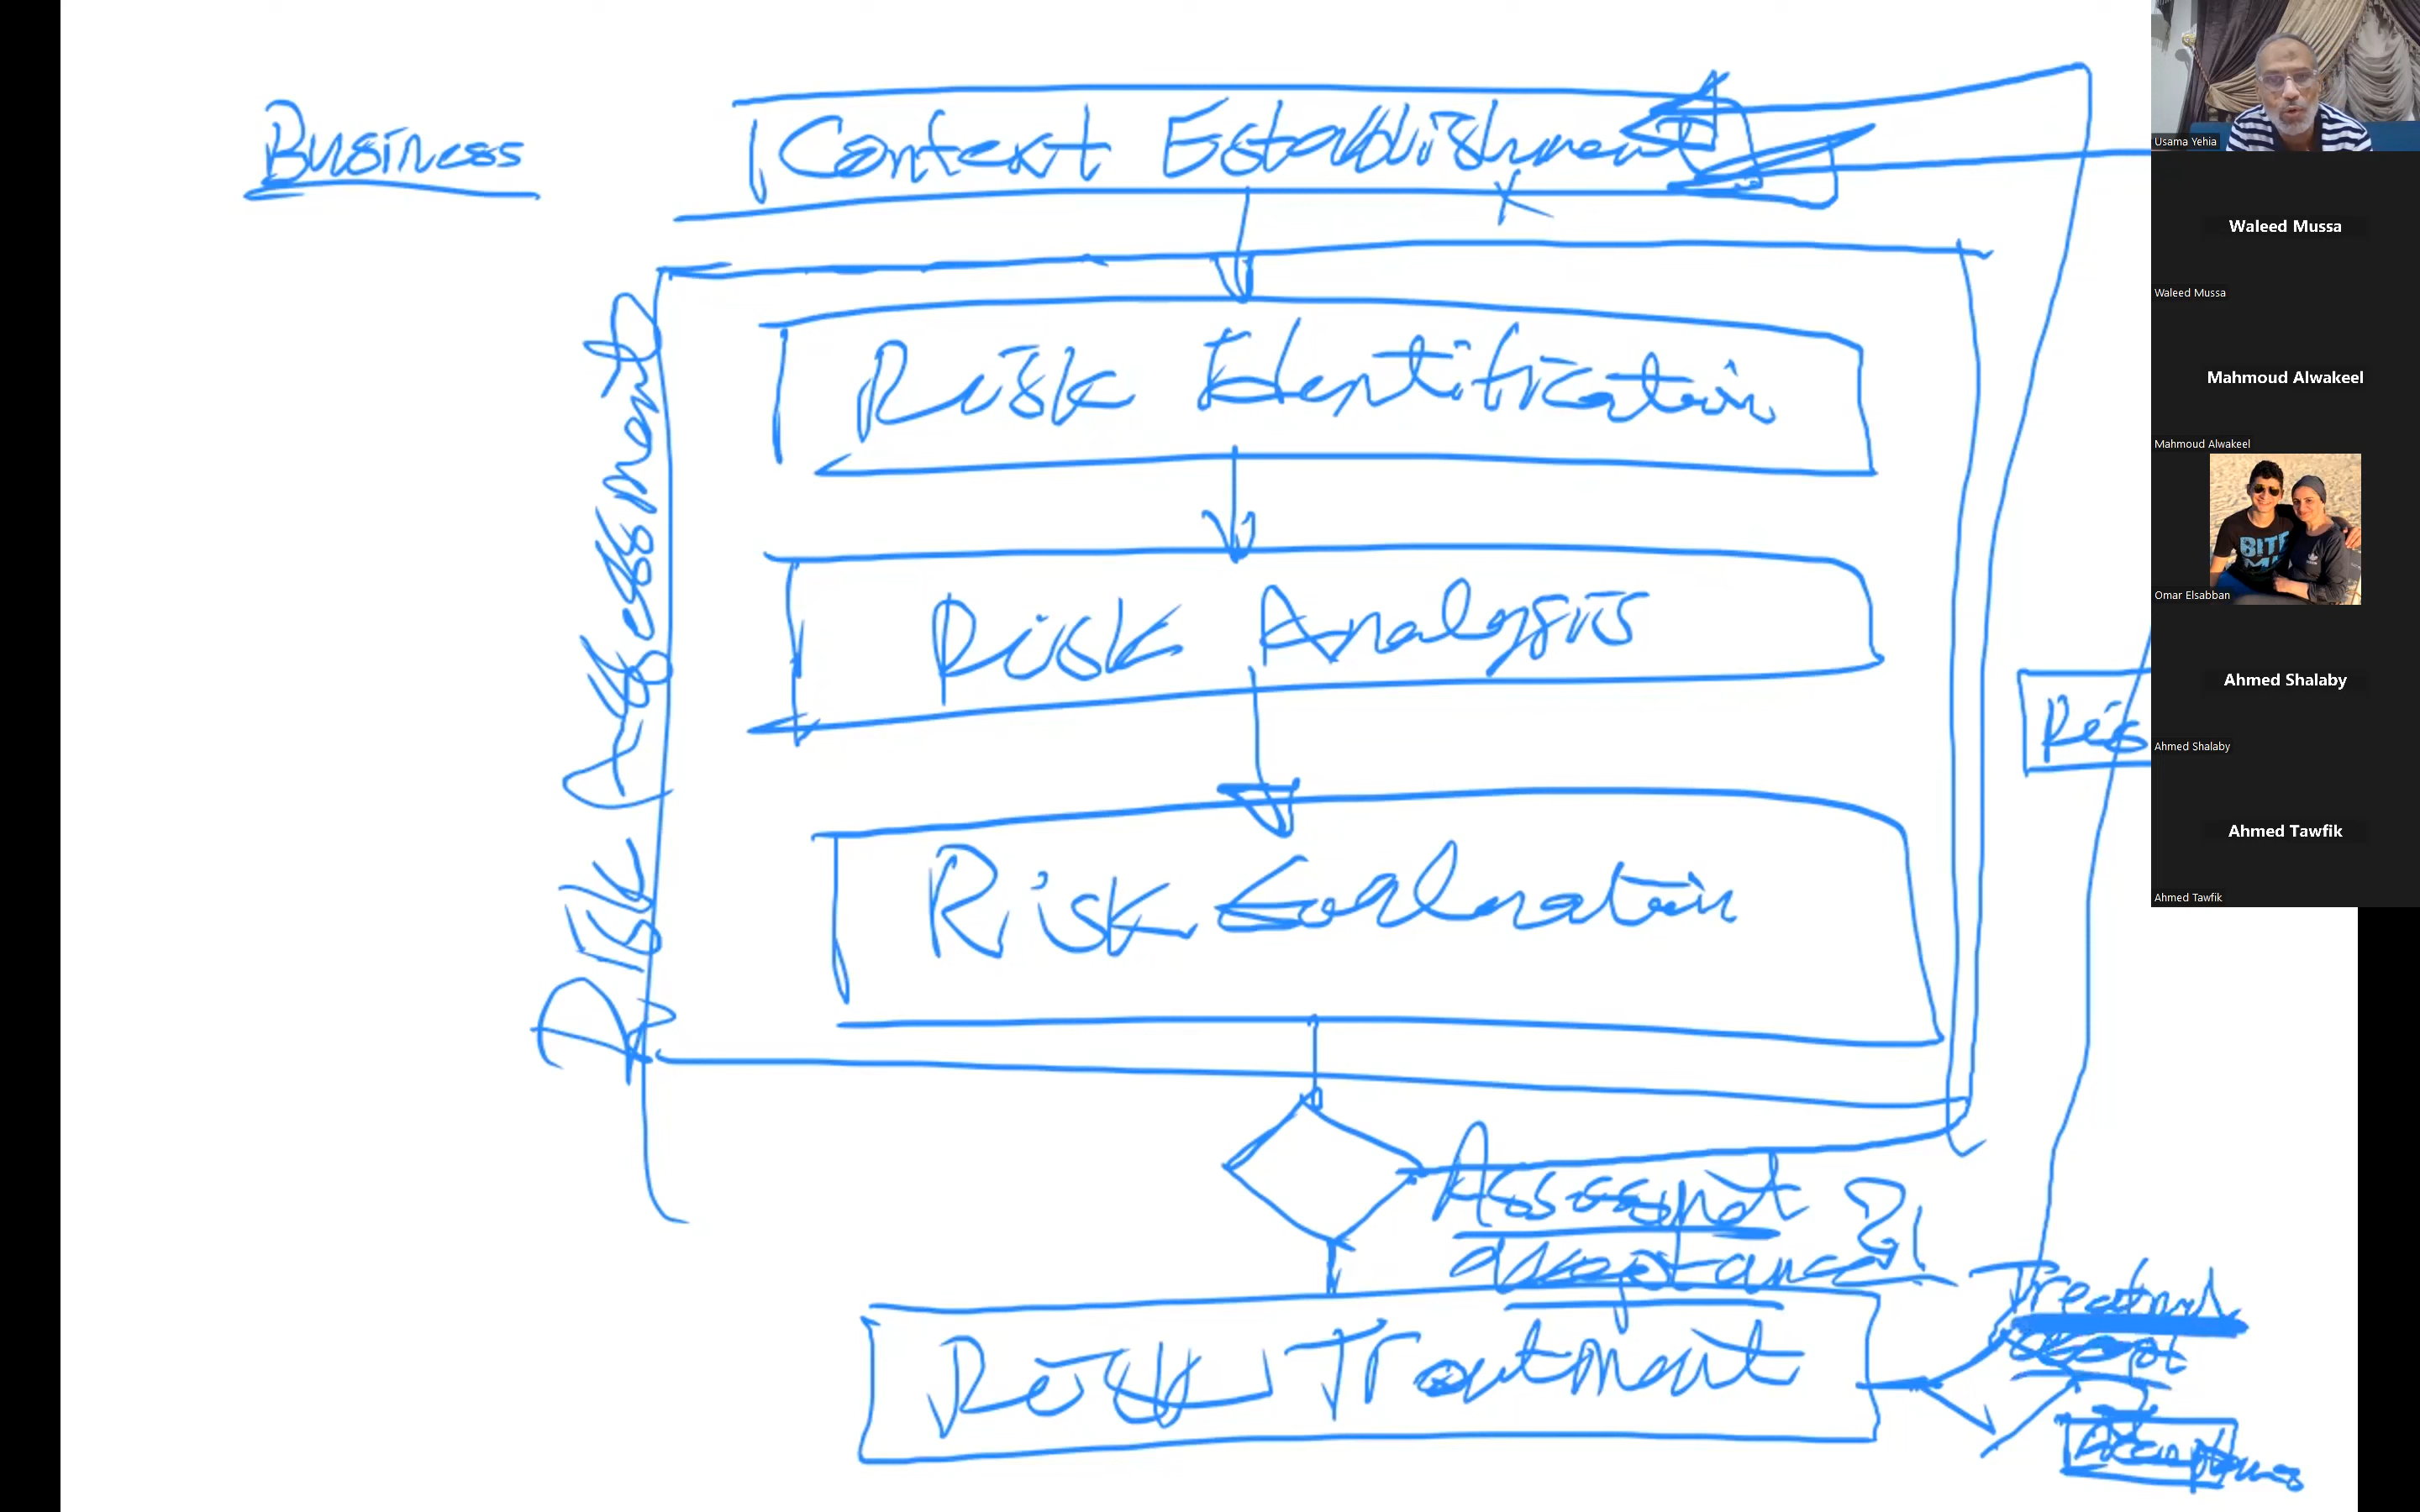 Business
Context Establishment
Risk Identification
Risk Analysis
Risk Evaluation
Risk Assessment
Assessment
acceptance
Risk Treatment
Treatment
Ris
Usama Yehia
Waleed Mussa
Waleed Mussa
Mahmoud Alwakeel
Mahmoud Alwakeel
BITE
Omar Elsabban
Ahmed Shalaby
Ahmed Shalaby
Ahmed Tawfik
Ahmed Tawfik